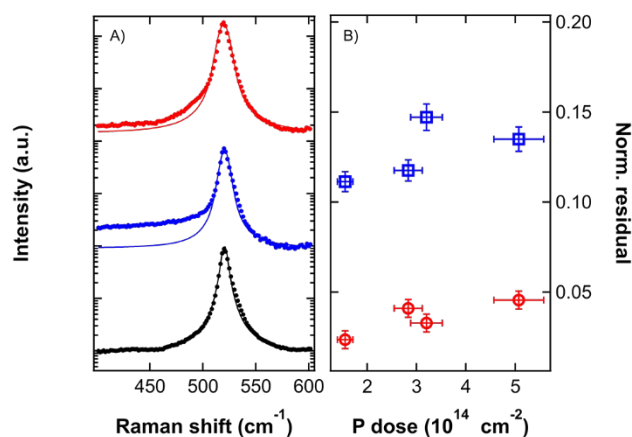 A)
Intensity (a.u.)
450
500
550
600
Raman shift (cm⁻¹)
B)
0.20
0.15
0.10
0.05
Norm. residual
2
3
4
5
P dose (10¹⁴ cm⁻²)